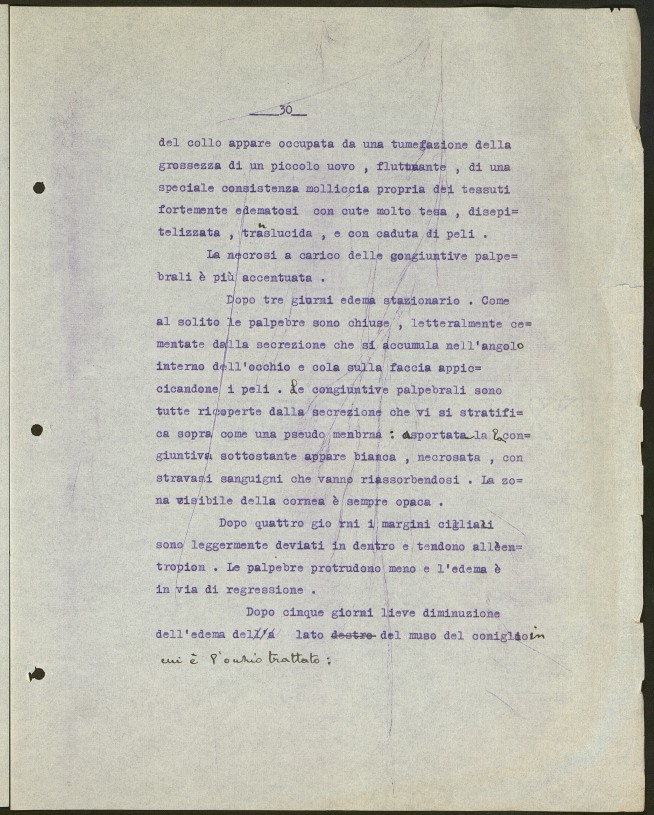 30
del collo appare occupata da una tumefazione della
grossezza di un piccolo uovo , fluttuante , di una
speciale consistenza molliccia propria dei tessuti
fortemente edematosi con cute molto tesa , disepi=
telizzata , traslucida , e con caduta di peli .
La necrosi a carico delle gongiuntive palpe=
brali è più accentuata .
Dopo tre giorni edema stazionario . Come
al solito le palpebre sono chiuse , letteralmente ce=
mentate dalla secrezione che si accumula nell'angolo
interno dell'occhio e cola sulla faccia appic=
cicandone i peli . Le congiuntive palpebrali sono
tutte ricoperte dalla secrezione che vi si stratifi=
ca sopra come una pseudo menbrna : asportata la con=
giuntiva sottostante appare bianca , necrosata , con
stravasi sanguigni che vanno riassorbendosi . La zo=
na visibile della cornea è sempre opaca .
Dopo quattro gio rni i margini cigliali
sono leggermente deviati in dentro e tendono all'en=
tropion . Le palpebre protrudono meno e l'edema è
in via di regressione .
Dopo cinque giorni lieve diminuzione
dell'edema del lato destro del muso del coniglio in
cui è l'occhio trattato :